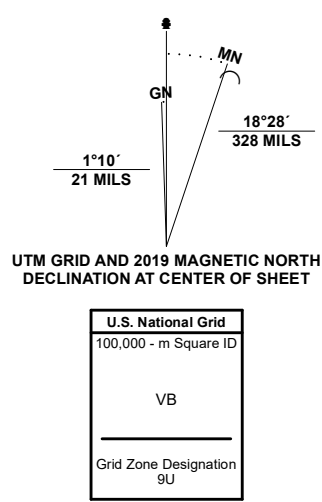 MN
GN
18°28´
328 MILS
1°10´
21 MILS
UTM GRID AND 2019 MAGNETIC NORTH
DECLINATION AT CENTER OF SHEET
U.S. National Grid
100,000 - m Square ID
VB
Grid Zone Designation
9U